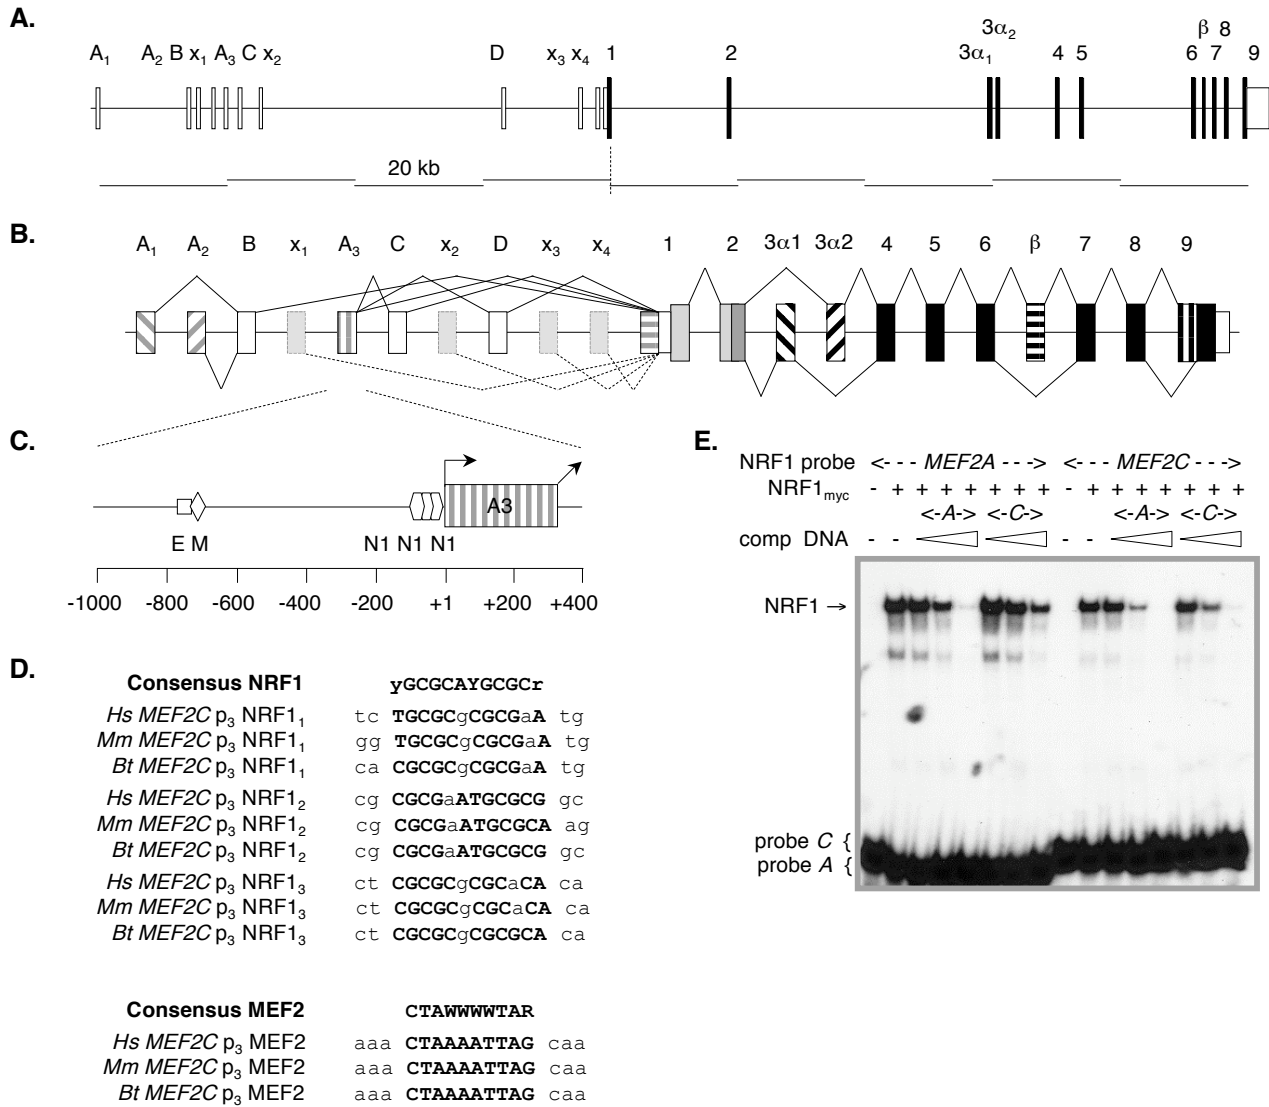 A.
3α2
β 8
A1 A2 B x1 A3 C x2 D x3 x4 1 2 3α1 4 5 6 7 9
20 kb
B.
A1 A2 B x1 A3 C x2 D x3 x4 1 2 3α1 3α2 4 5 6 β 7 8 9
C.
A3
E M N1 N1 N1
-1000 -800 -600 -400 -200 +1 +200 +400
D.
Consensus NRF1 yGCGCAYGCGCr
Hs MEF2C p3 NRF11 tc TGCGCgCGCGaA tg
Mm MEF2C p3 NRF11 gg TGCGCgCGCGaA tg
Bt MEF2C p3 NRF11 ca CGCGCgCGCGaA tg
Hs MEF2C p3 NRF12 cg CGCGaATGCGCG gc
Mm MEF2C p3 NRF12 cg CGCGaATGCGCA ag
Bt MEF2C p3 NRF12 cg CGCGaATGCGCG gc
Hs MEF2C p3 NRF13 ct CGCGCgCGCaCA ca
Mm MEF2C p3 NRF13 ct CGCGCgCGCaCA ca
Bt MEF2C p3 NRF13 ct CGCGCgCGCGCA ca
Consensus MEF2 CTAWWWWTAR
Hs MEF2C p3 MEF2 aaa CTAAAATTAG caa
Mm MEF2C p3 MEF2 aaa CTAAAATTAG caa
Bt MEF2C p3 MEF2 aaa CTAAAATTAG caa
E.
NRF1 probe <- - - MEF2A - - -> <- - - MEF2C - - ->
NRF1myc - + + + + + + + - + + + + + + +
<-A-> <-C-> <-A-> <-C->
comp DNA - - - -
NRF1 →
probe C {
probe A {